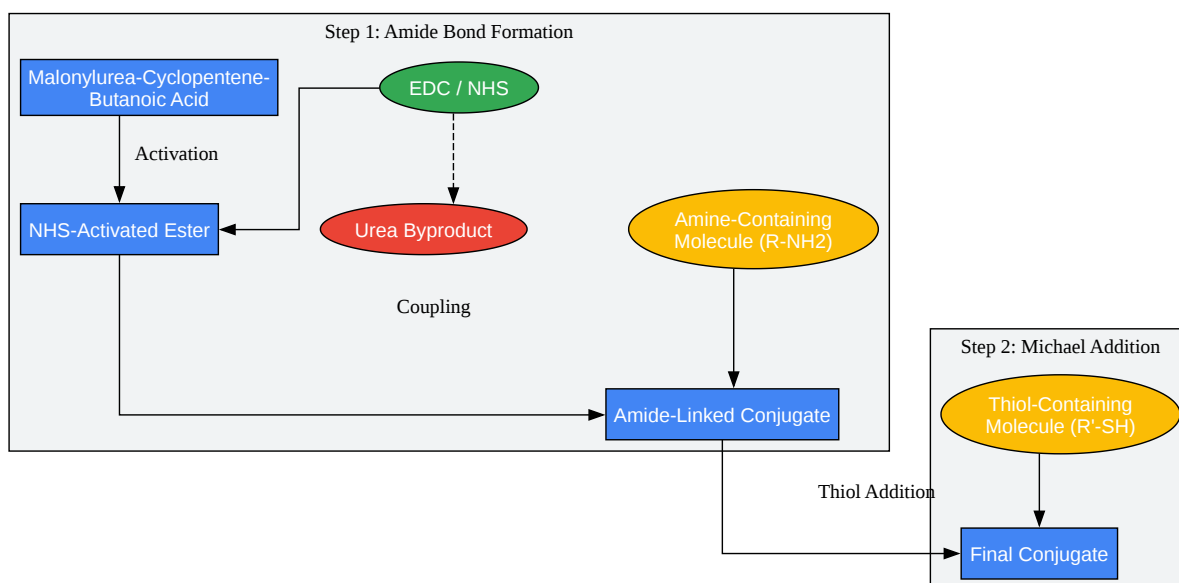 Step 1: Amide Bond Formation
Malonylurea-Cyclopentene-
Butanoic Acid
EDC / NHS
Activation
NHS-Activated Ester
Urea Byproduct
Amine-Containing
Molecule (R-NH2)
Coupling
Amide-Linked Conjugate
Step 2: Michael Addition
Thiol-Containing
Molecule (R'-SH)
Thiol Addition
Final Conjugate